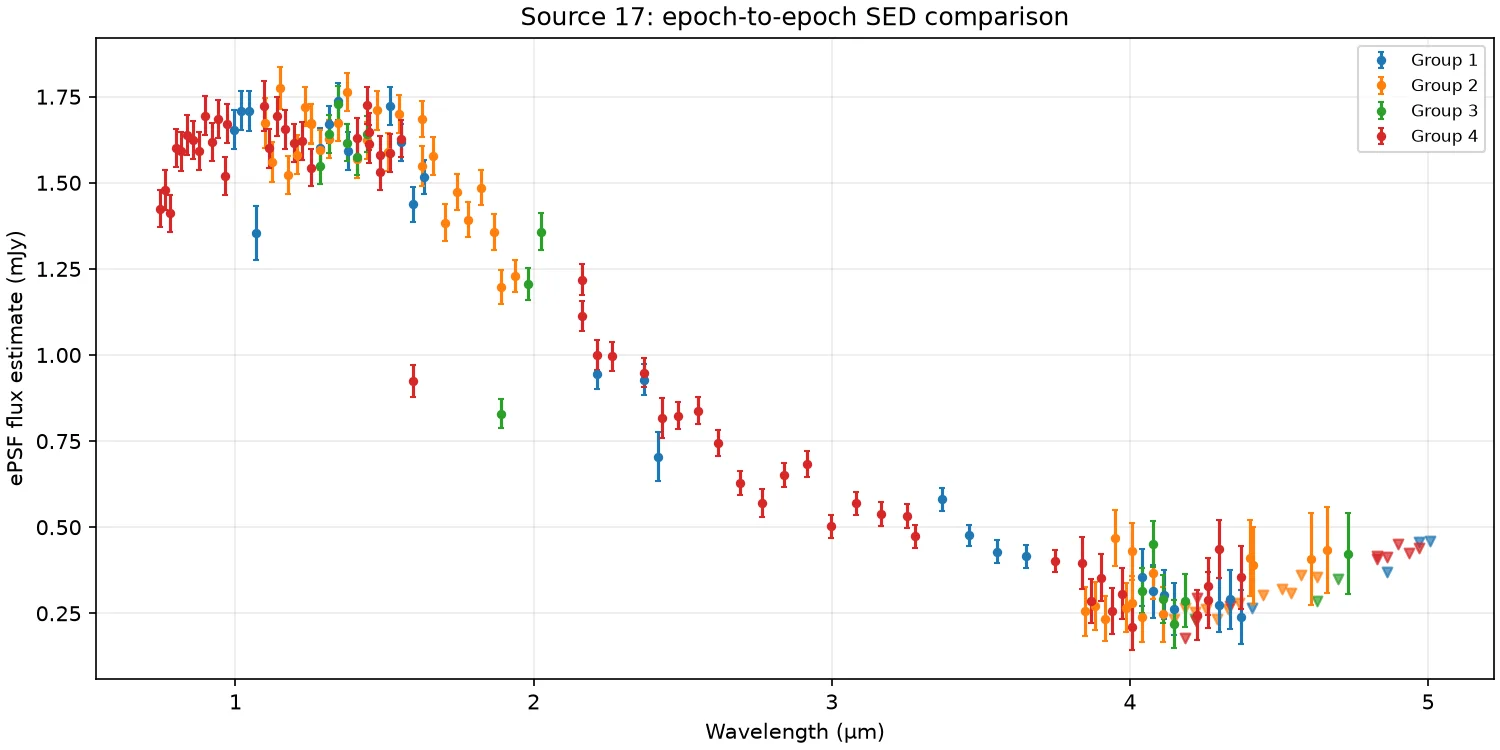 Source 17: epoch-to-epoch SED comparison
Group 1
Group 2
Group 3
Group 4
1.75
1.50
1.25
1.00
0.75
0.50
0.25
ePSF flux estimate (mJy)
1
2
3
4
5
Wavelength (μm)